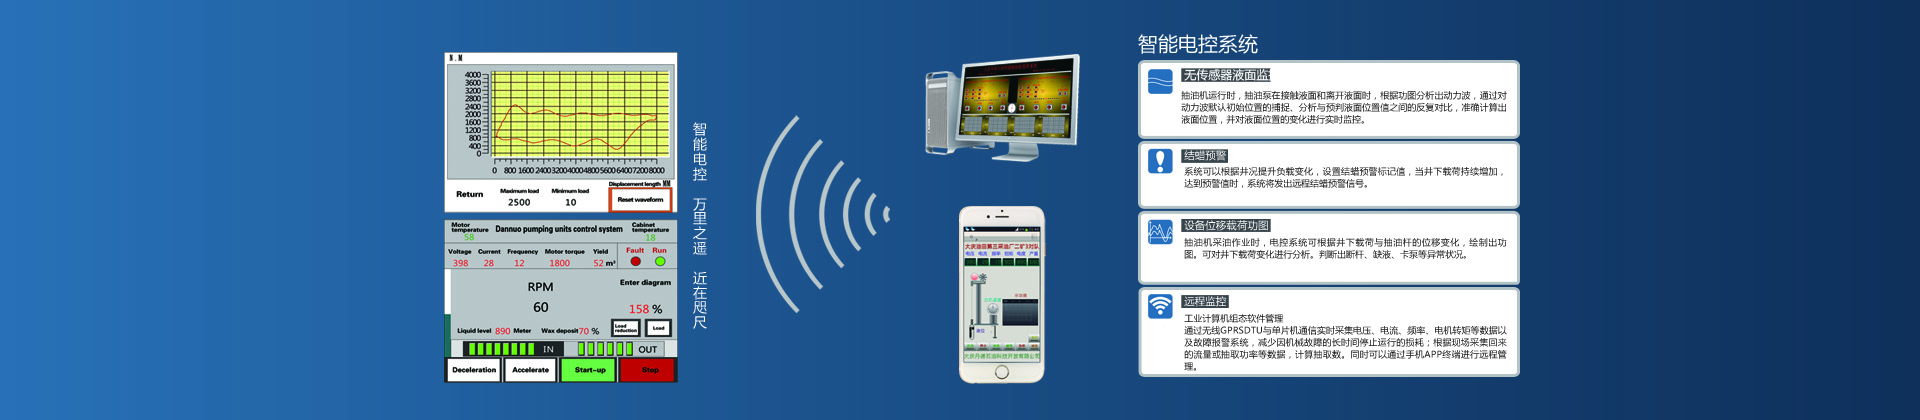 N.M
4000
3600
3200
2800
2400
2000
1600
1200
800
400
0
0 800 1600 2400 3200 4000 4800 5600 6400 7200 8000
Displacement length MM
Return
Maximum load
2500
Minimum load
10
Reset waveform
Motor temperature
58
Dannuo pumping units control system
Cabinet temperature
18
Voltage Current Frequency Motor torque Yield Fault Run
398 28 12 1800 52 m³
RPM
60
Enter diagram
158 %
Liquid level 890 Meter Wax deposit 70 %
Load reduction
Load
IN
OUT
Deceleration Accelerate Start-up Stop
智能电控 万里之遥 近在咫尺
大庆油田第三采油厂二矿3对队
智能电控系统
无传感器液面监
抽油机运行时，抽油泵在接触液面和离开液面时，根据功图分析出动力波，通过对
动力波默认初始位置的捕捉、分析与预判液面位置值之间的反复对比，准确计算出
液面位置，并对液面位置的变化进行实时监控。
结蜡预警
系统可以根据井况提升负载变化，设置结蜡预警标记值，当井下载荷持续增加，
达到预警值时，系统将发出远程结蜡预警信号。
设备位移载荷功图
抽油机采油作业时，电控系统可根据井下载荷与抽油杆的位移变化，绘制出功
图。可对井下载荷变化进行分析。判断出断杆、缺液、卡泵等异常状况。
远程监控
工业计算机组态软件管理
通过无线GPRSDTU与单片机通信实时采集电压、电流、频率、电机转矩等数据以
及故障报警系统，减少因机械故障的长时间停止运行的损耗；根据现场采集回来
的流量或抽取功率等数据，计算抽取数。同时可以通过手机APP终端进行远程管
理。